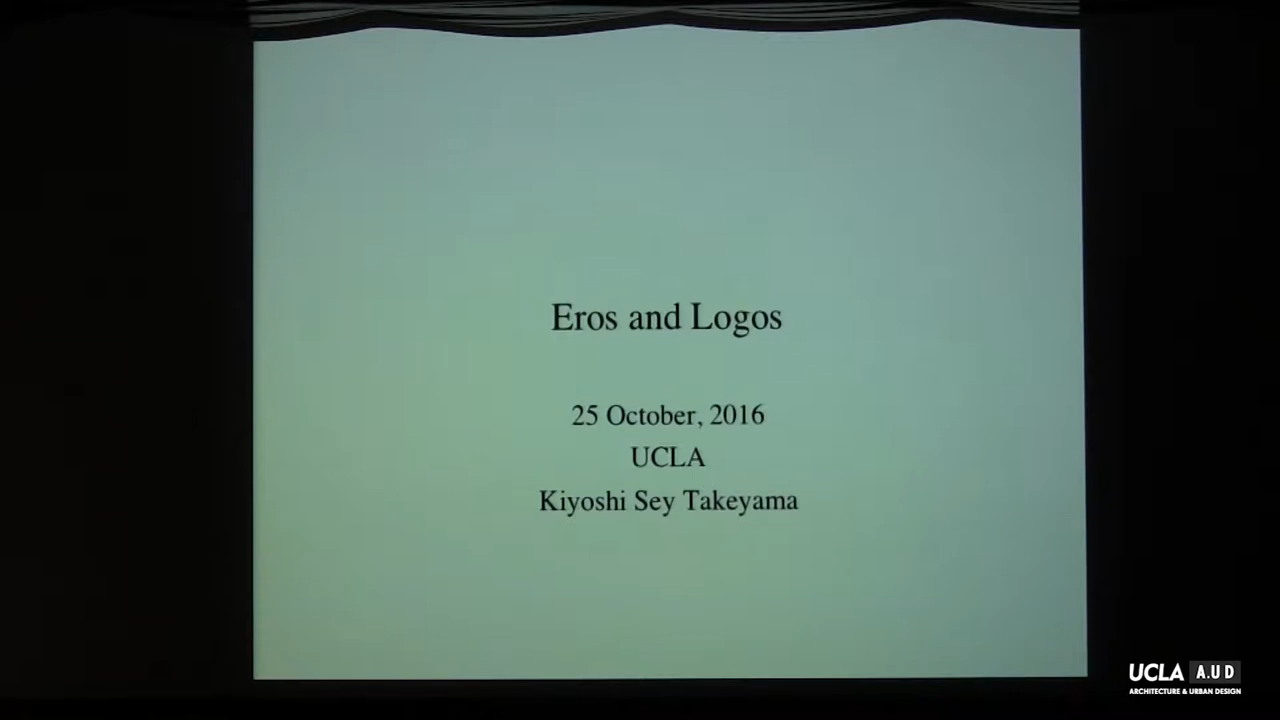 Eros and Logos
25 October, 2016
UCLA
Kiyoshi Sey Takeyama
UCLA A.U D
ARCHITECTURE & URBAN DESIGN